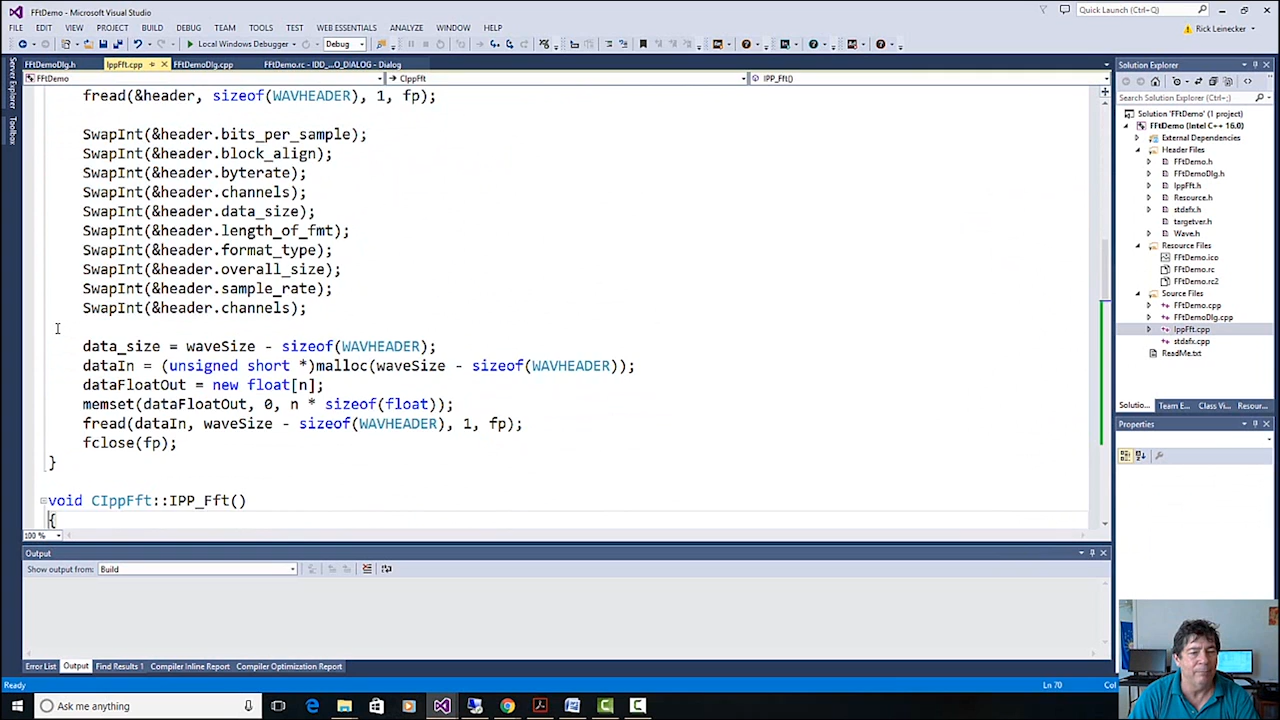 FFtDemo - Microsoft Visual Studio
Quick Launch (Ctrl+Q)
FILE EDIT VIEW PROJECT BUILD DEBUG TEAM TOOLS TEST WEB ESSENTIALS ANALYZE WINDOW HELP
Rick Leinecker
Local Windows Debugger
Debug
FFtDemoDlg.h IppFft.cpp FFtDemoDlg.cpp FFtDemo.rc - IDD_...O_DIALOG - Dialog
FFtDemo CIppFft IPP_Fft()
fread(&header, sizeof(WAVHEADER), 1, fp);
SwapInt(&header.bits_per_sample);
SwapInt(&header.block_align);
SwapInt(&header.byterate);
SwapInt(&header.channels);
SwapInt(&header.data_size);
SwapInt(&header.length_of_fmt);
SwapInt(&header.format_type);
SwapInt(&header.overall_size);
SwapInt(&header.sample_rate);
SwapInt(&header.channels);
data_size = waveSize - sizeof(WAVHEADER);
dataIn = (unsigned short *)malloc(waveSize - sizeof(WAVHEADER));
dataFloatOut = new float[n];
memset(dataFloatOut, 0, n * sizeof(float));
fread(dataIn, waveSize - sizeof(WAVHEADER), 1, fp);
fclose(fp);
}
void CIppFft::IPP_Fft()
{
100 %
Server Explorer
Toolbox
Solution Explorer
Search Solution Explorer (Ctrl+;)
Solution 'FFtDemo' (1 project)
FFtDemo (Intel C++ 16.0)
External Dependencies
Header Files
FFtDemo.h
FFtDemoDlg.h
IppFft.h
Resource.h
stdafx.h
targetver.h
Wave.h
Resource Files
FFtDemo.ico
FFtDemo.rc
FFtDemo.rc2
Source Files
FFtDemo.cpp
FFtDemoDlg.cpp
IppFft.cpp
stdafx.cpp
ReadMe.txt
Solutio... Team E... Class Vi... Resour...
Properties
Output
Show output from: Build
Error List Output Find Results 1 Compiler Inline Report Compiler Optimization Report
Ready
Ln 70
Col
Ask me anything